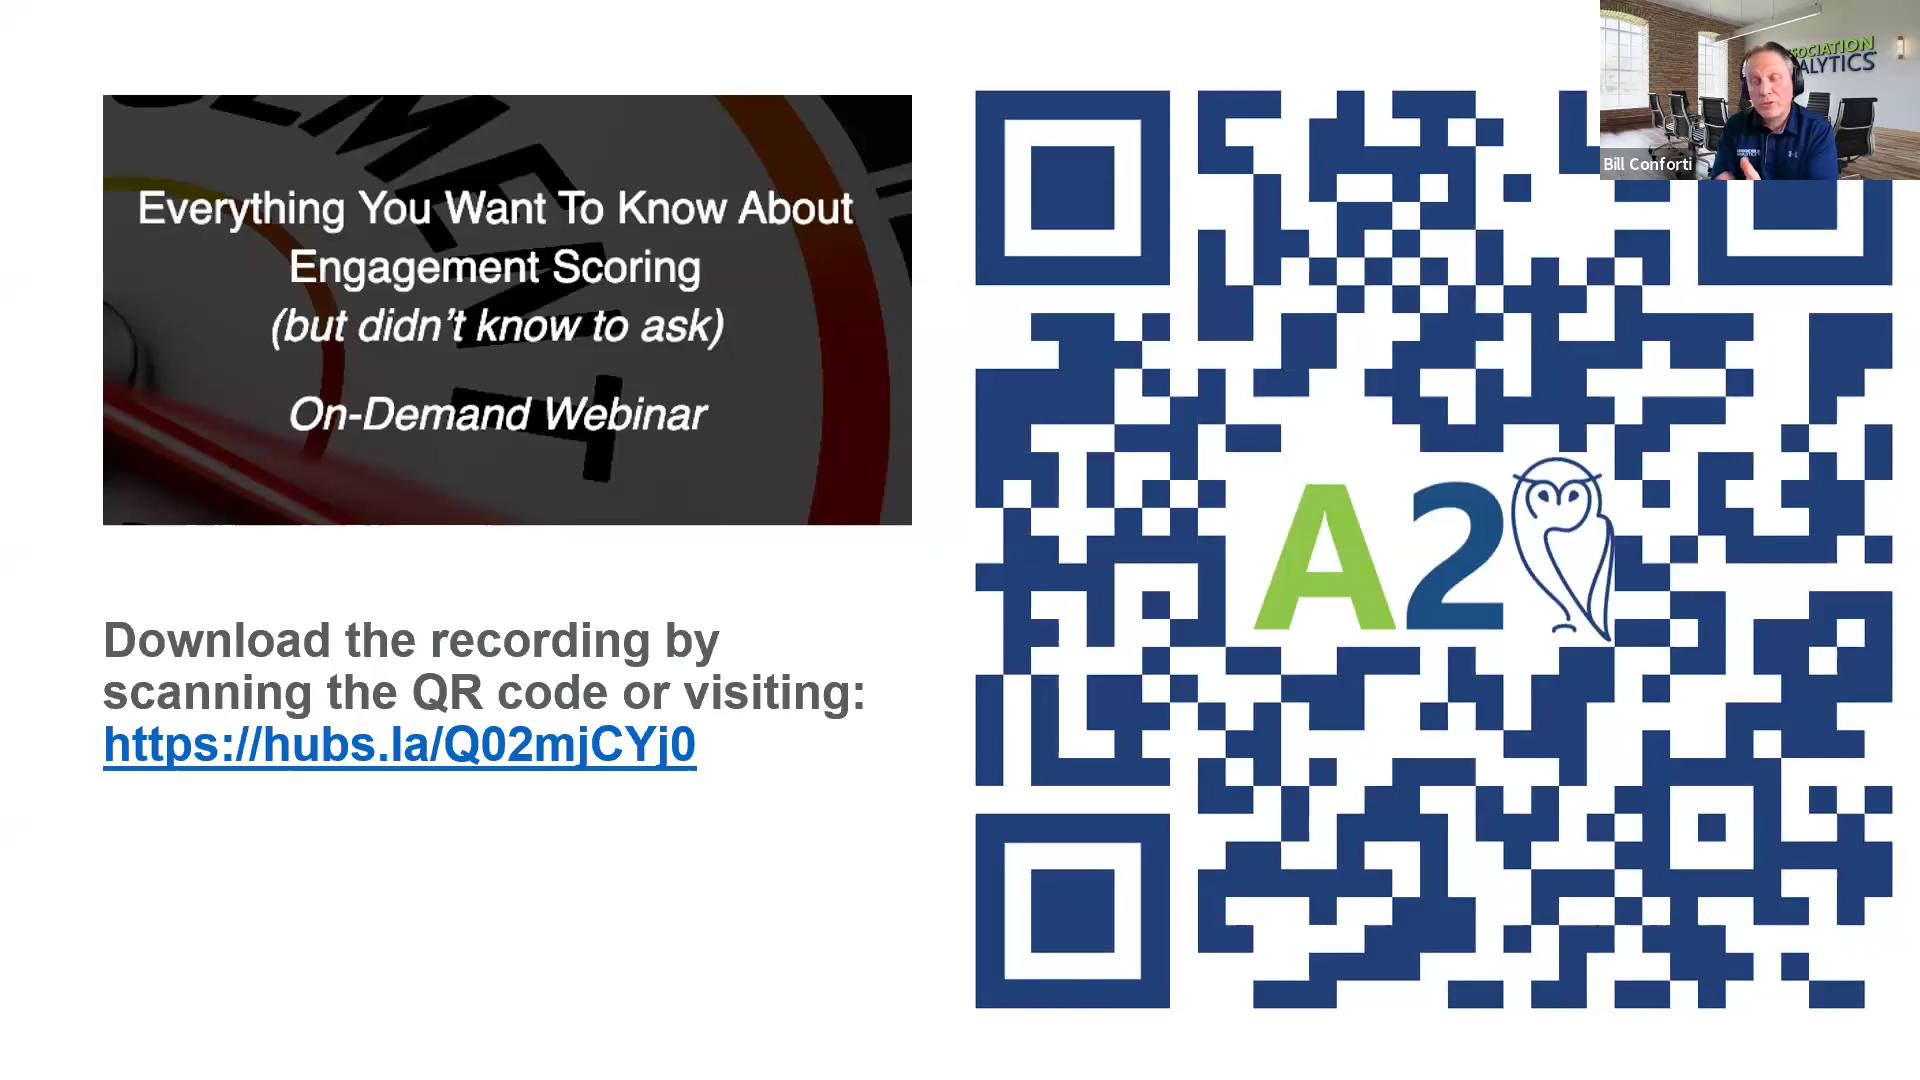 Everything You Want To Know About
Engagement Scoring
(but didn’t know to ask)
On-Demand Webinar
Download the recording by
scanning the QR code or visiting:
https://hubs.la/Q02mjCYj0
A2
Bill Conforti